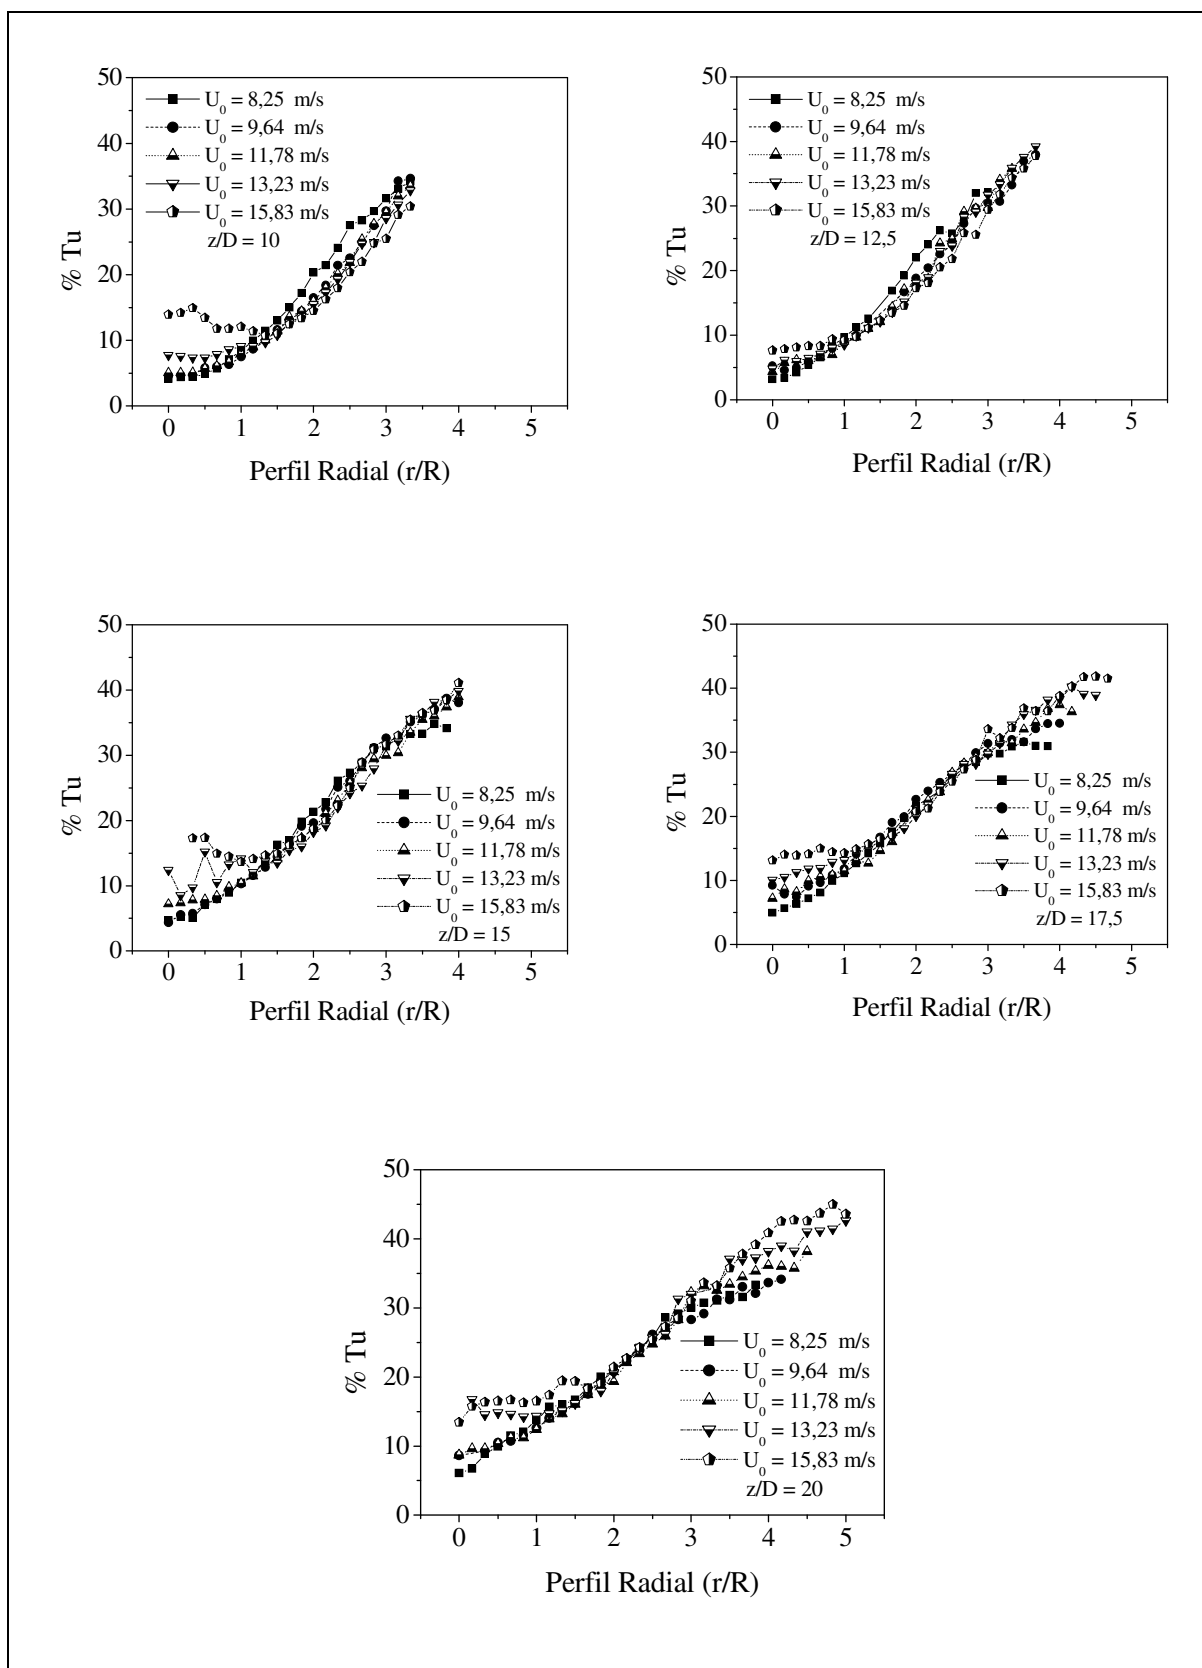 50
40
30
20
10
0
% Tu
U0 = 8,25 m/s
U0 = 9,64 m/s
U0 = 11,78 m/s
U0 = 13,23 m/s
U0 = 15,83 m/s
z/D = 10
0 1 2 3 4 5
Perfil Radial (r/R)
50
40
30
20
10
0
% Tu
U0 = 8,25 m/s
U0 = 9,64 m/s
U0 = 11,78 m/s
U0 = 13,23 m/s
U0 = 15,83 m/s
z/D = 12,5
0 1 2 3 4 5
Perfil Radial (r/R)
50
40
30
20
10
0
% Tu
U0 = 8,25 m/s
U0 = 9,64 m/s
U0 = 11,78 m/s
U0 = 13,23 m/s
U0 = 15,83 m/s
z/D = 15
0 1 2 3 4 5
Perfil Radial (r/R)
50
40
30
20
10
0
% Tu
U0 = 8,25 m/s
U0 = 9,64 m/s
U0 = 11,78 m/s
U0 = 13,23 m/s
U0 = 15,83 m/s
z/D = 17,5
0 1 2 3 4 5
Perfil Radial (r/R)
50
40
30
20
10
0
% Tu
U0 = 8,25 m/s
U0 = 9,64 m/s
U0 = 11,78 m/s
U0 = 13,23 m/s
U0 = 15,83 m/s
z/D = 20
0 1 2 3 4 5
Perfil Radial (r/R)